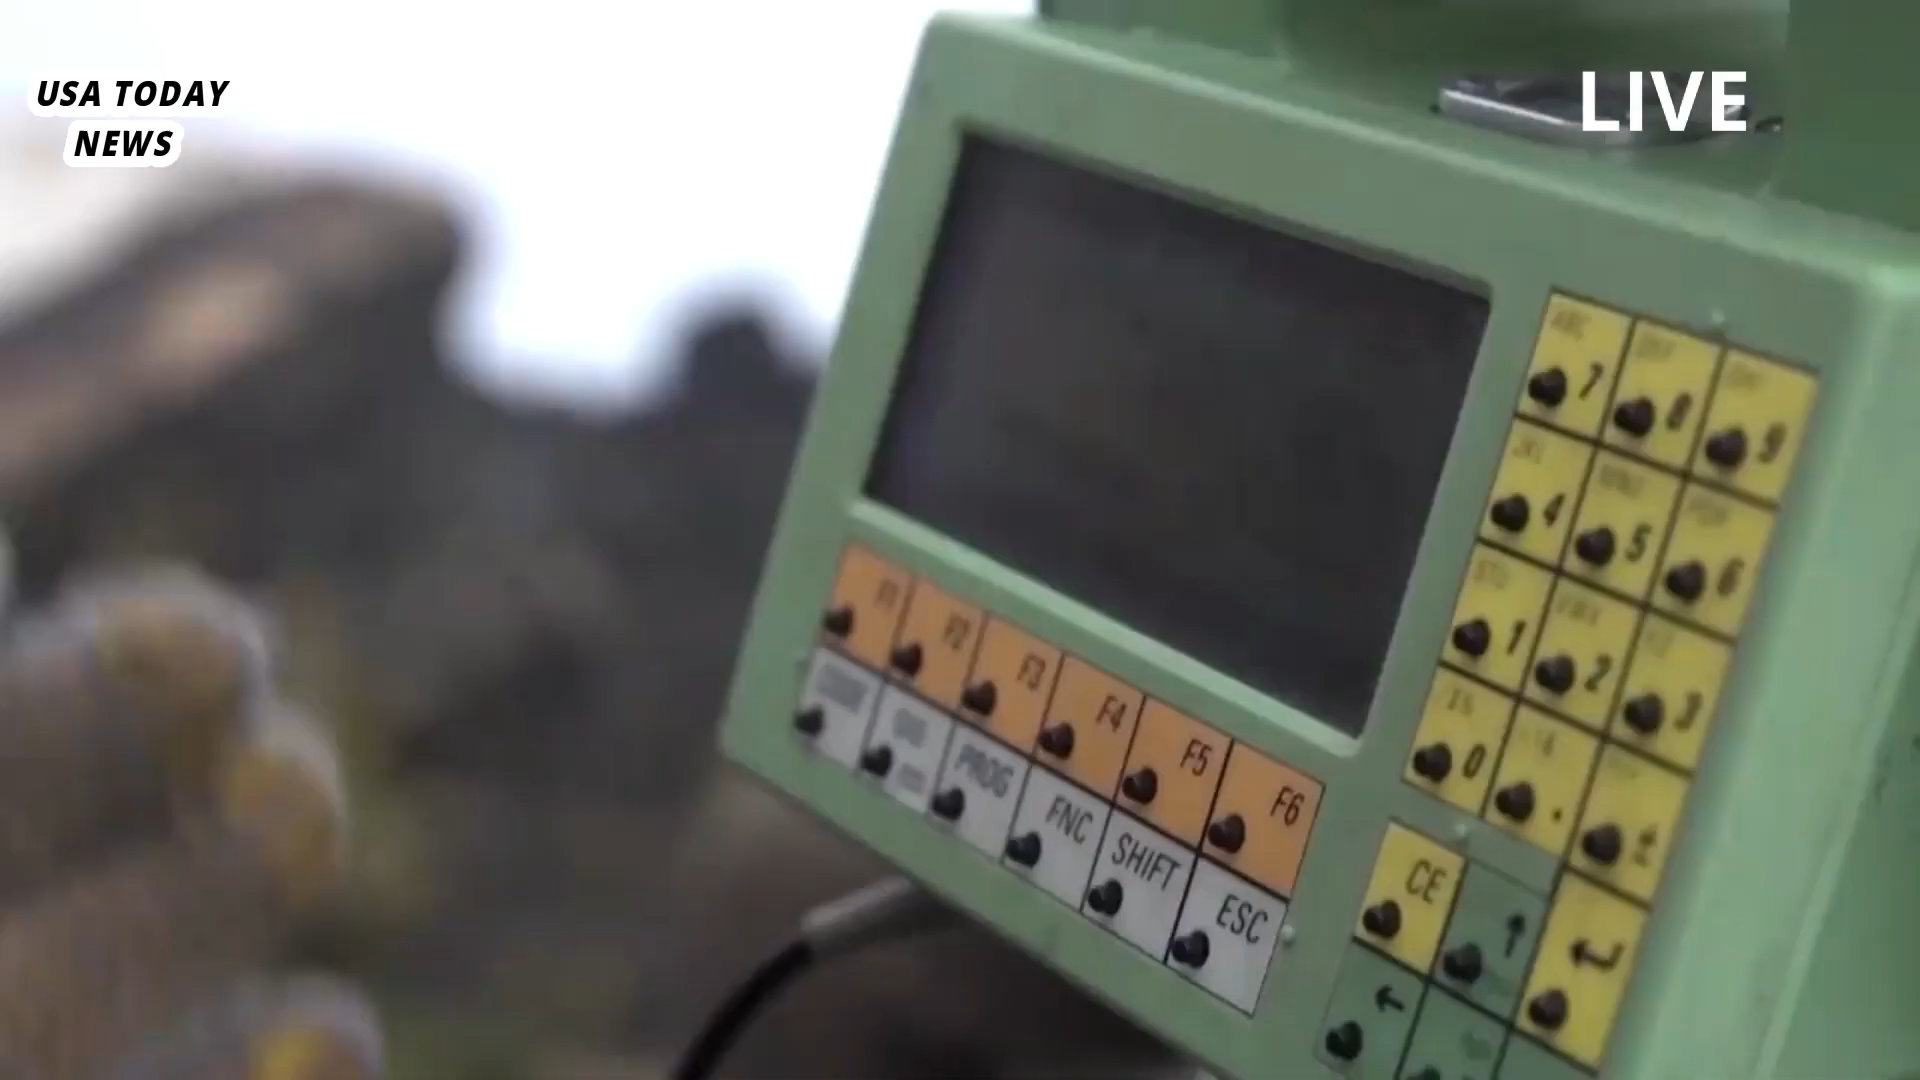 USA TODAY
NEWS
LIVE
7 8 9
4 5 6
1 2 3
0 . ±
F1 F2 F3 F4 F5 F6
PROG FNC SHIFT ESC
CE ↑ ↵
←